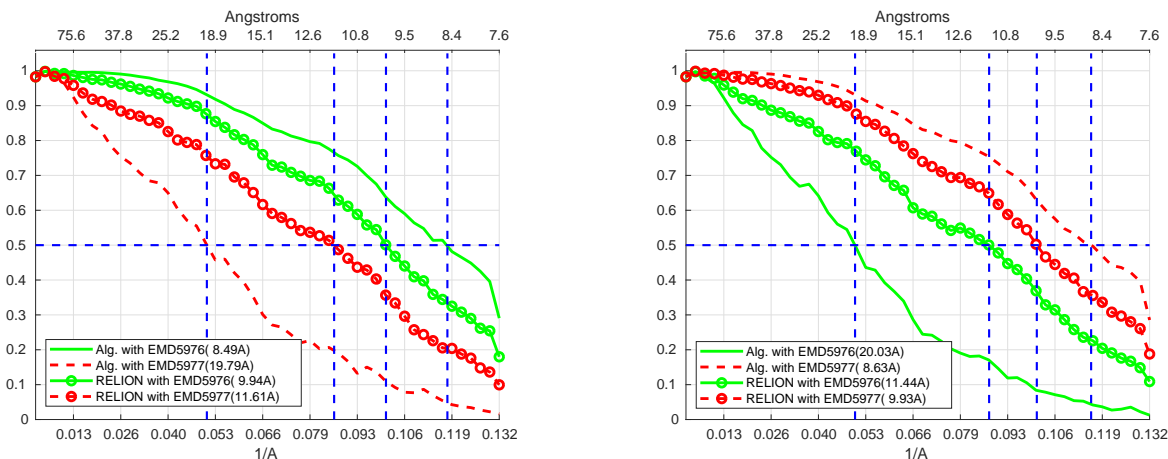 Angstroms
75.6 37.8 25.2 18.9 15.1 12.6 10.8 9.5 8.4 7.6
1
0.9
0.8
0.7
0.6
0.5
0.4
0.3
0.2
0.1
0
Alg. with EMD5976( 8.49A)
Alg. with EMD5977(19.79A)
RELION with EMD5976( 9.94A)
RELION with EMD5977(11.61A)
0.013 0.026 0.040 0.053 0.066 0.079 0.093 0.106 0.119 0.132
1/A
Angstroms
75.6 37.8 25.2 18.9 15.1 12.6 10.8 9.5 8.4 7.6
1
0.9
0.8
0.7
0.6
0.5
0.4
0.3
0.2
0.1
0
Alg. with EMD5976(20.03A)
Alg. with EMD5977( 8.63A)
RELION with EMD5976(11.44A)
RELION with EMD5977( 9.93A)
0.013 0.026 0.040 0.053 0.066 0.079 0.093 0.106 0.119 0.132
1/A